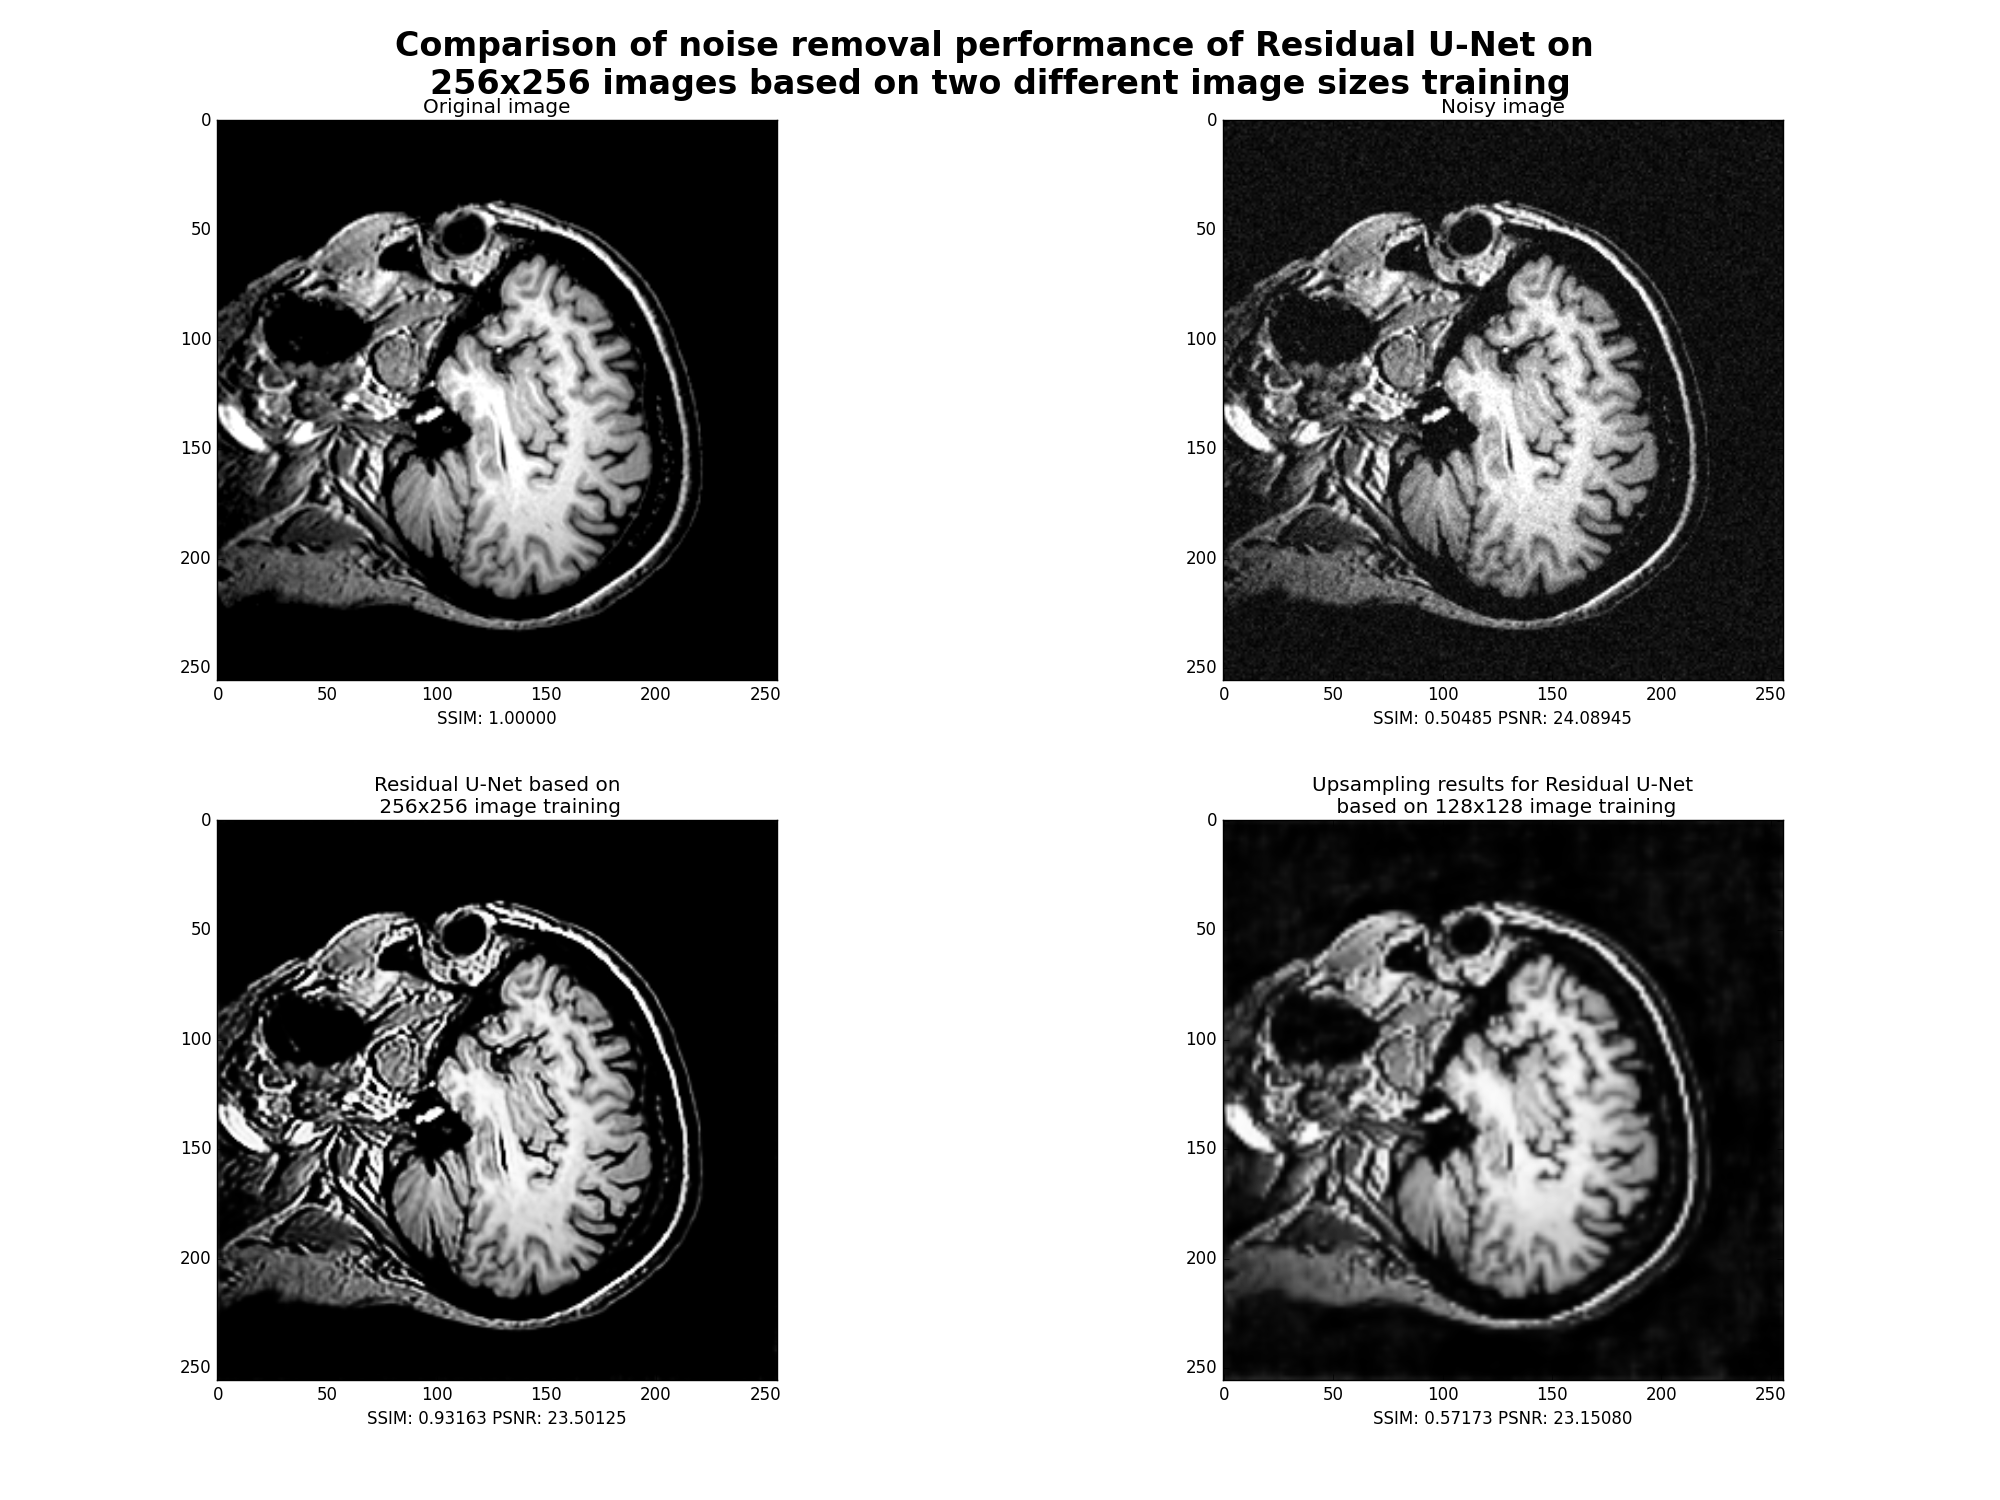 Comparison of noise removal performance of Residual U-Net on
256x256 images based on two different image sizes training
Original image
0
50
100
150
200
250
0 50 100 150 200 250
SSIM: 1.00000
Noisy image
0
50
100
150
200
250
0 50 100 150 200 250
SSIM: 0.50485 PSNR: 24.08945
Residual U-Net based on
256x256 image training
0
50
100
150
200
250
0 50 100 150 200 250
SSIM: 0.93163 PSNR: 23.50125
Upsampling results for Residual U-Net
based on 128x128 image training
0
50
100
150
200
250
0 50 100 150 200 250
SSIM: 0.57173 PSNR: 23.15080